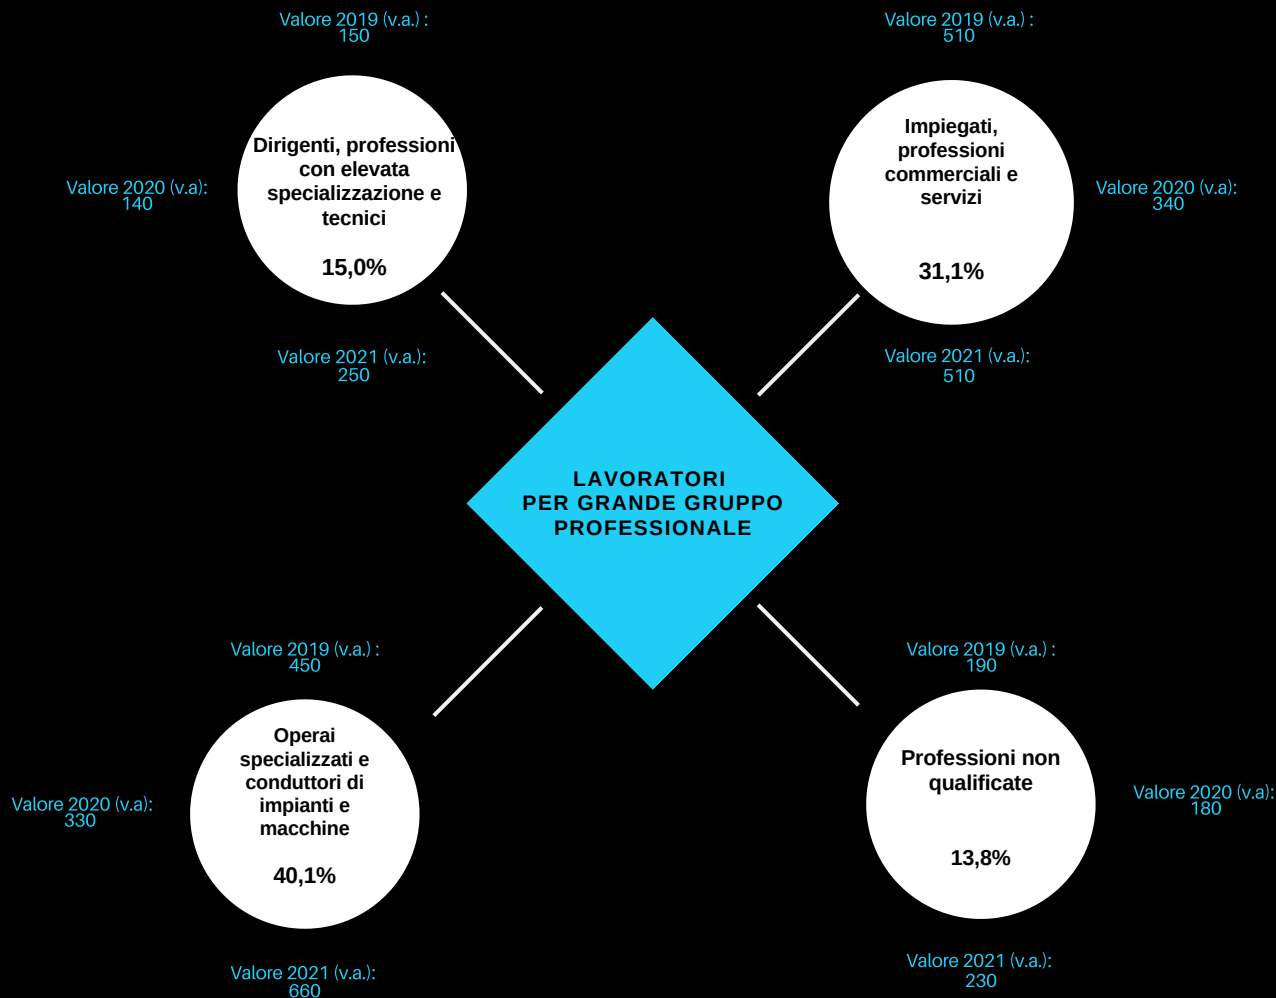 Valore 2019 (v.a.) :
150
Dirigenti, professioni
con elevata
specializzazione e
tecnici
15,0%
Valore 2020 (v.a):
140
Valore 2021 (v.a.):
250
Valore 2019 (v.a.) :
510
Impiegati,
professioni
commerciali e
servizi
31,1%
Valore 2020 (v.a):
340
Valore 2021 (v.a.):
510
LAVORATORI
PER GRANDE GRUPPO
PROFESSIONALE
Valore 2019 (v.a.) :
450
Operai
specializzati e
conduttori di
impianti e
macchine
40,1%
Valore 2020 (v.a):
330
Valore 2021 (v.a.):
660
Valore 2019 (v.a.) :
190
Professioni non
qualificate
13,8%
Valore 2020 (v.a):
180
Valore 2021 (v.a.):
230